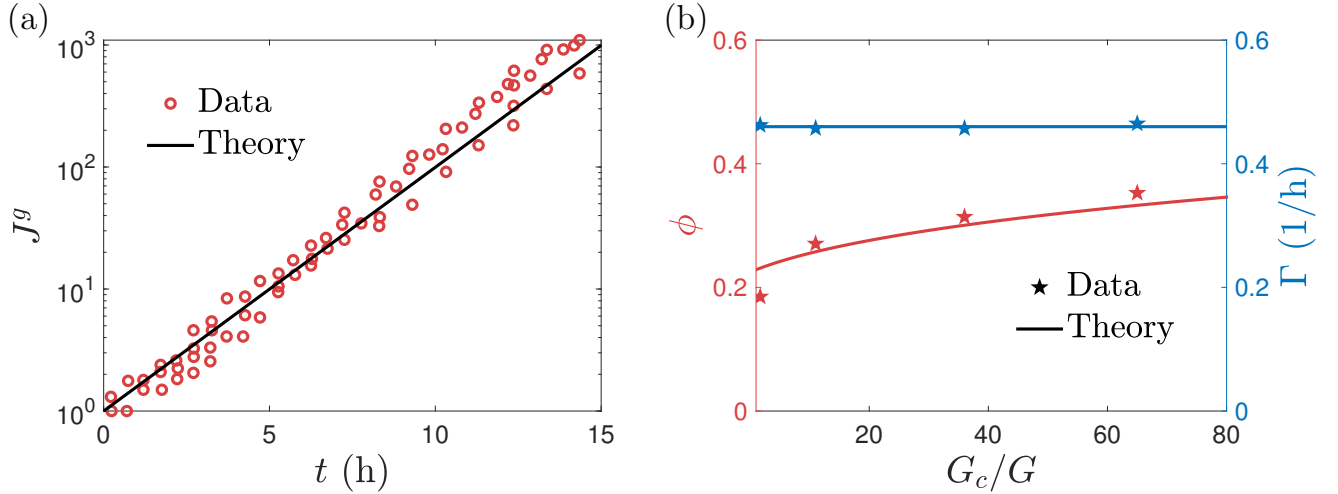 (a)
10^3
10^2
10^1
10^0
J^g
Data
Theory
0
5
10
15
t (h)
(b)
0.6
0.4
0.2
0
ϕ
0.6
0.4
0.2
0
Γ (1/h)
Data
Theory
20
40
60
80
G_c/G